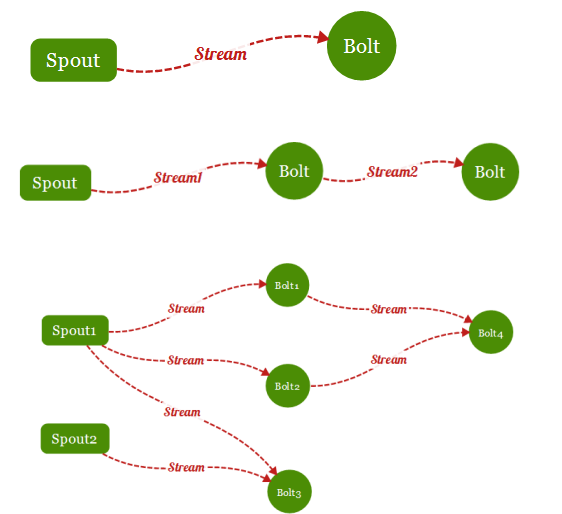 Spout
Stream
Bolt
Spout
Stream1
Bolt
Stream2
Bolt
Spout1
Stream
Bolt1
Stream
Bolt4
Stream
Bolt2
Stream
Stream
Spout2
Stream
Bolt3